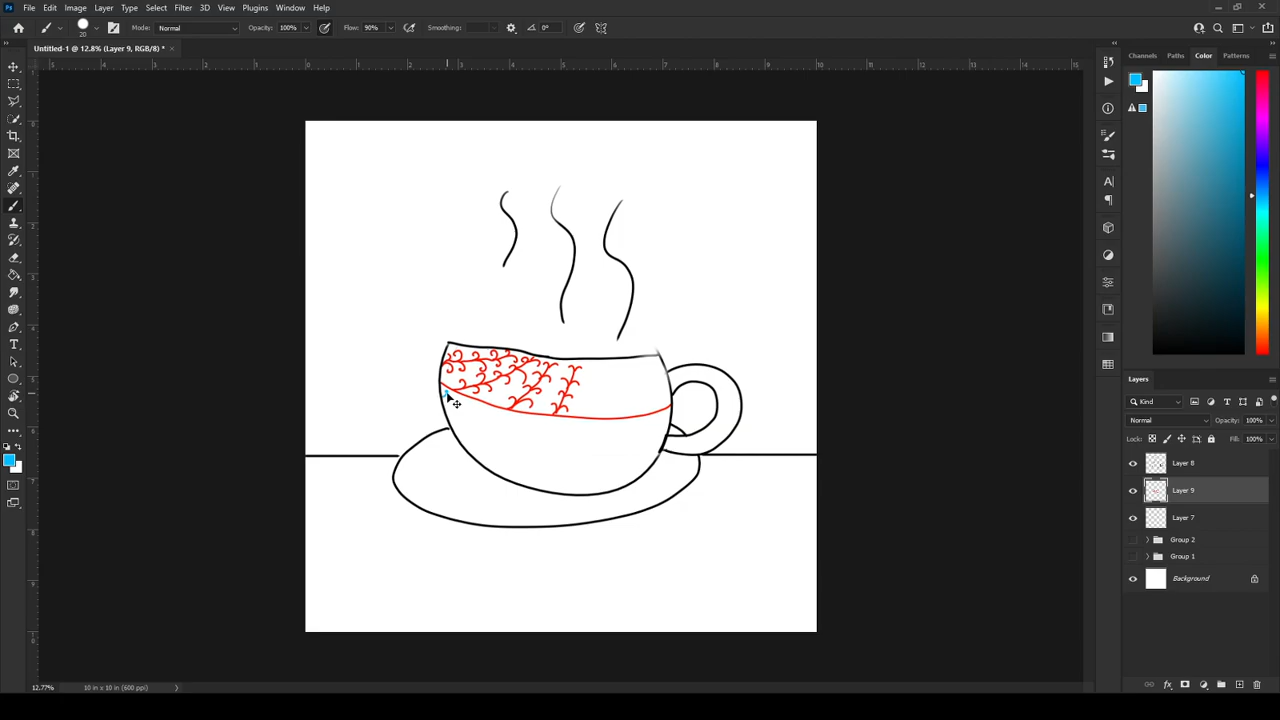 Ps File Edit Image Layer Type Select Filter 3D View Plugins Window Help
20 Mode: Normal Opacity: 100% Flow: 90% Smoothing: 0°
Untitled-1 @ 12.8% (Layer 9, RGB/8) *
Channels Paths Color Patterns
Layers
Kind
Normal Opacity: 100%
Lock: Fill: 100%
Layer 8
Layer 9
Layer 7
Group 2
Group 1
Background
12.77% 10 in x 10 in (600 ppi)